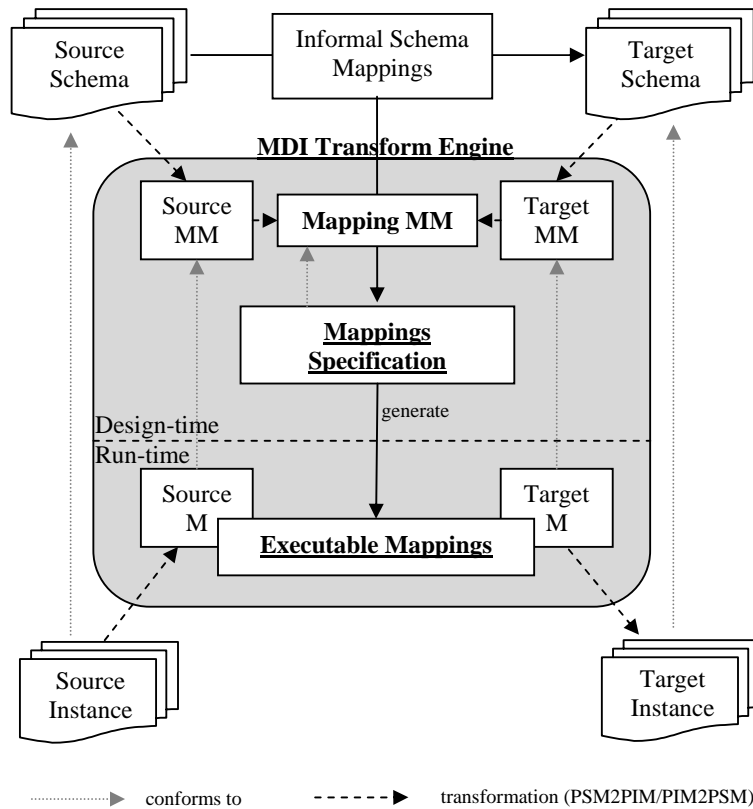 Source
Schema
Informal Schema
Mappings
Target
Schema
MDI Transform Engine
Source
MM
Mapping MM
Target
MM
Mappings
Specification
generate
Design-time
Run-time
Source
M
Target
M
Executable Mappings
Source
Instance
Target
Instance
conforms to
transformation (PSM2PIM/PIM2PSM)